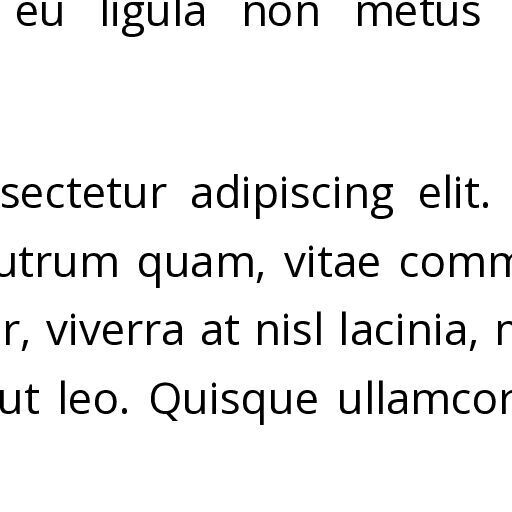 eu ligula non metus
sectetur adipiscing elit.
utrum quam, vitae comm
r, viverra at nisl lacinia, n
ut leo. Quisque ullamcor